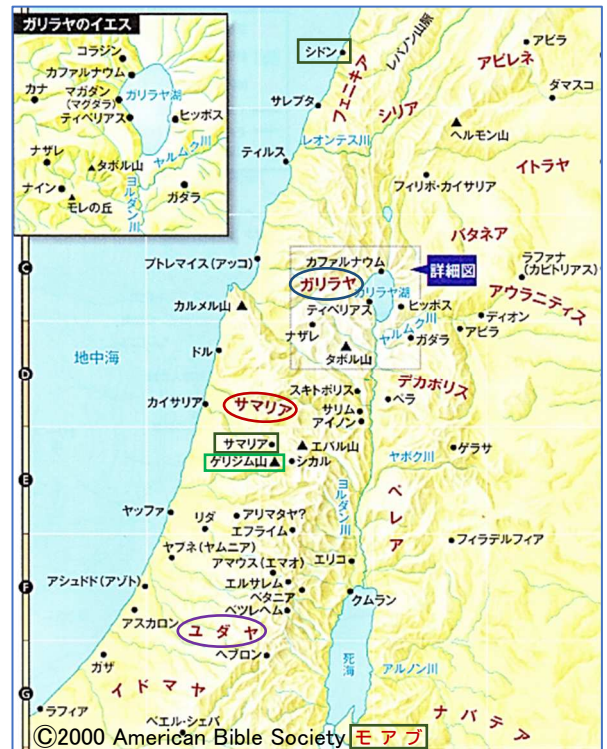 ガリラヤのイエス
コラジン
カファルナウム
カナ
マガダン
(マグダラ)
ガリラヤ湖
ティベリアス
ヒッポス
ナザレ
ヤルムク川
タボル山
ナイン
モレの丘
ヨルダン川
ガダラ
シドン
レバノン山脈
アビラ
アビレネ
フェニキア
ダマスコ
サレプタ
シリア
ヘルモン山
レオンテス川
ティルス
イトラヤ
フィリポ・カイサリア
バタネア
C
プトレマイス(アッコ)
カファルナウム
詳細図
ラファナ
(カピトリアス)
ガリラヤ
ガリラヤ湖
アウラニティス
カルメル山
ティベリアス
ヒッポス
ディオン
ナザレ
ヤルムク川
アビラ
ガダラ
地中海
ドル
タボル山
D
デカポリス
スキトポリス
ペラ
カイサリア
サマリア
サリム
アイノン
サマリア
エバル山
ゲラサ
ゲリジム山
シカル
ヤボク川
E
ヨルダン川
ペレア
ヤッファ
リダ
アリマタヤ?
エフライム
フィラデルフィア
ヤブネ(ヤムニア)
アマウス(エマオ)
エリコ
F
アシュドド(アゾト)
エルサレム
ベタニア
クムラン
アスカロン
ベツレヘム
ユダヤ
ヘブロン
死海
ガザ
アルノン川
イドマヤ
G
ラフィア
ナバテア
ベエル・シェバ
©2000 American Bible Society
モアブ